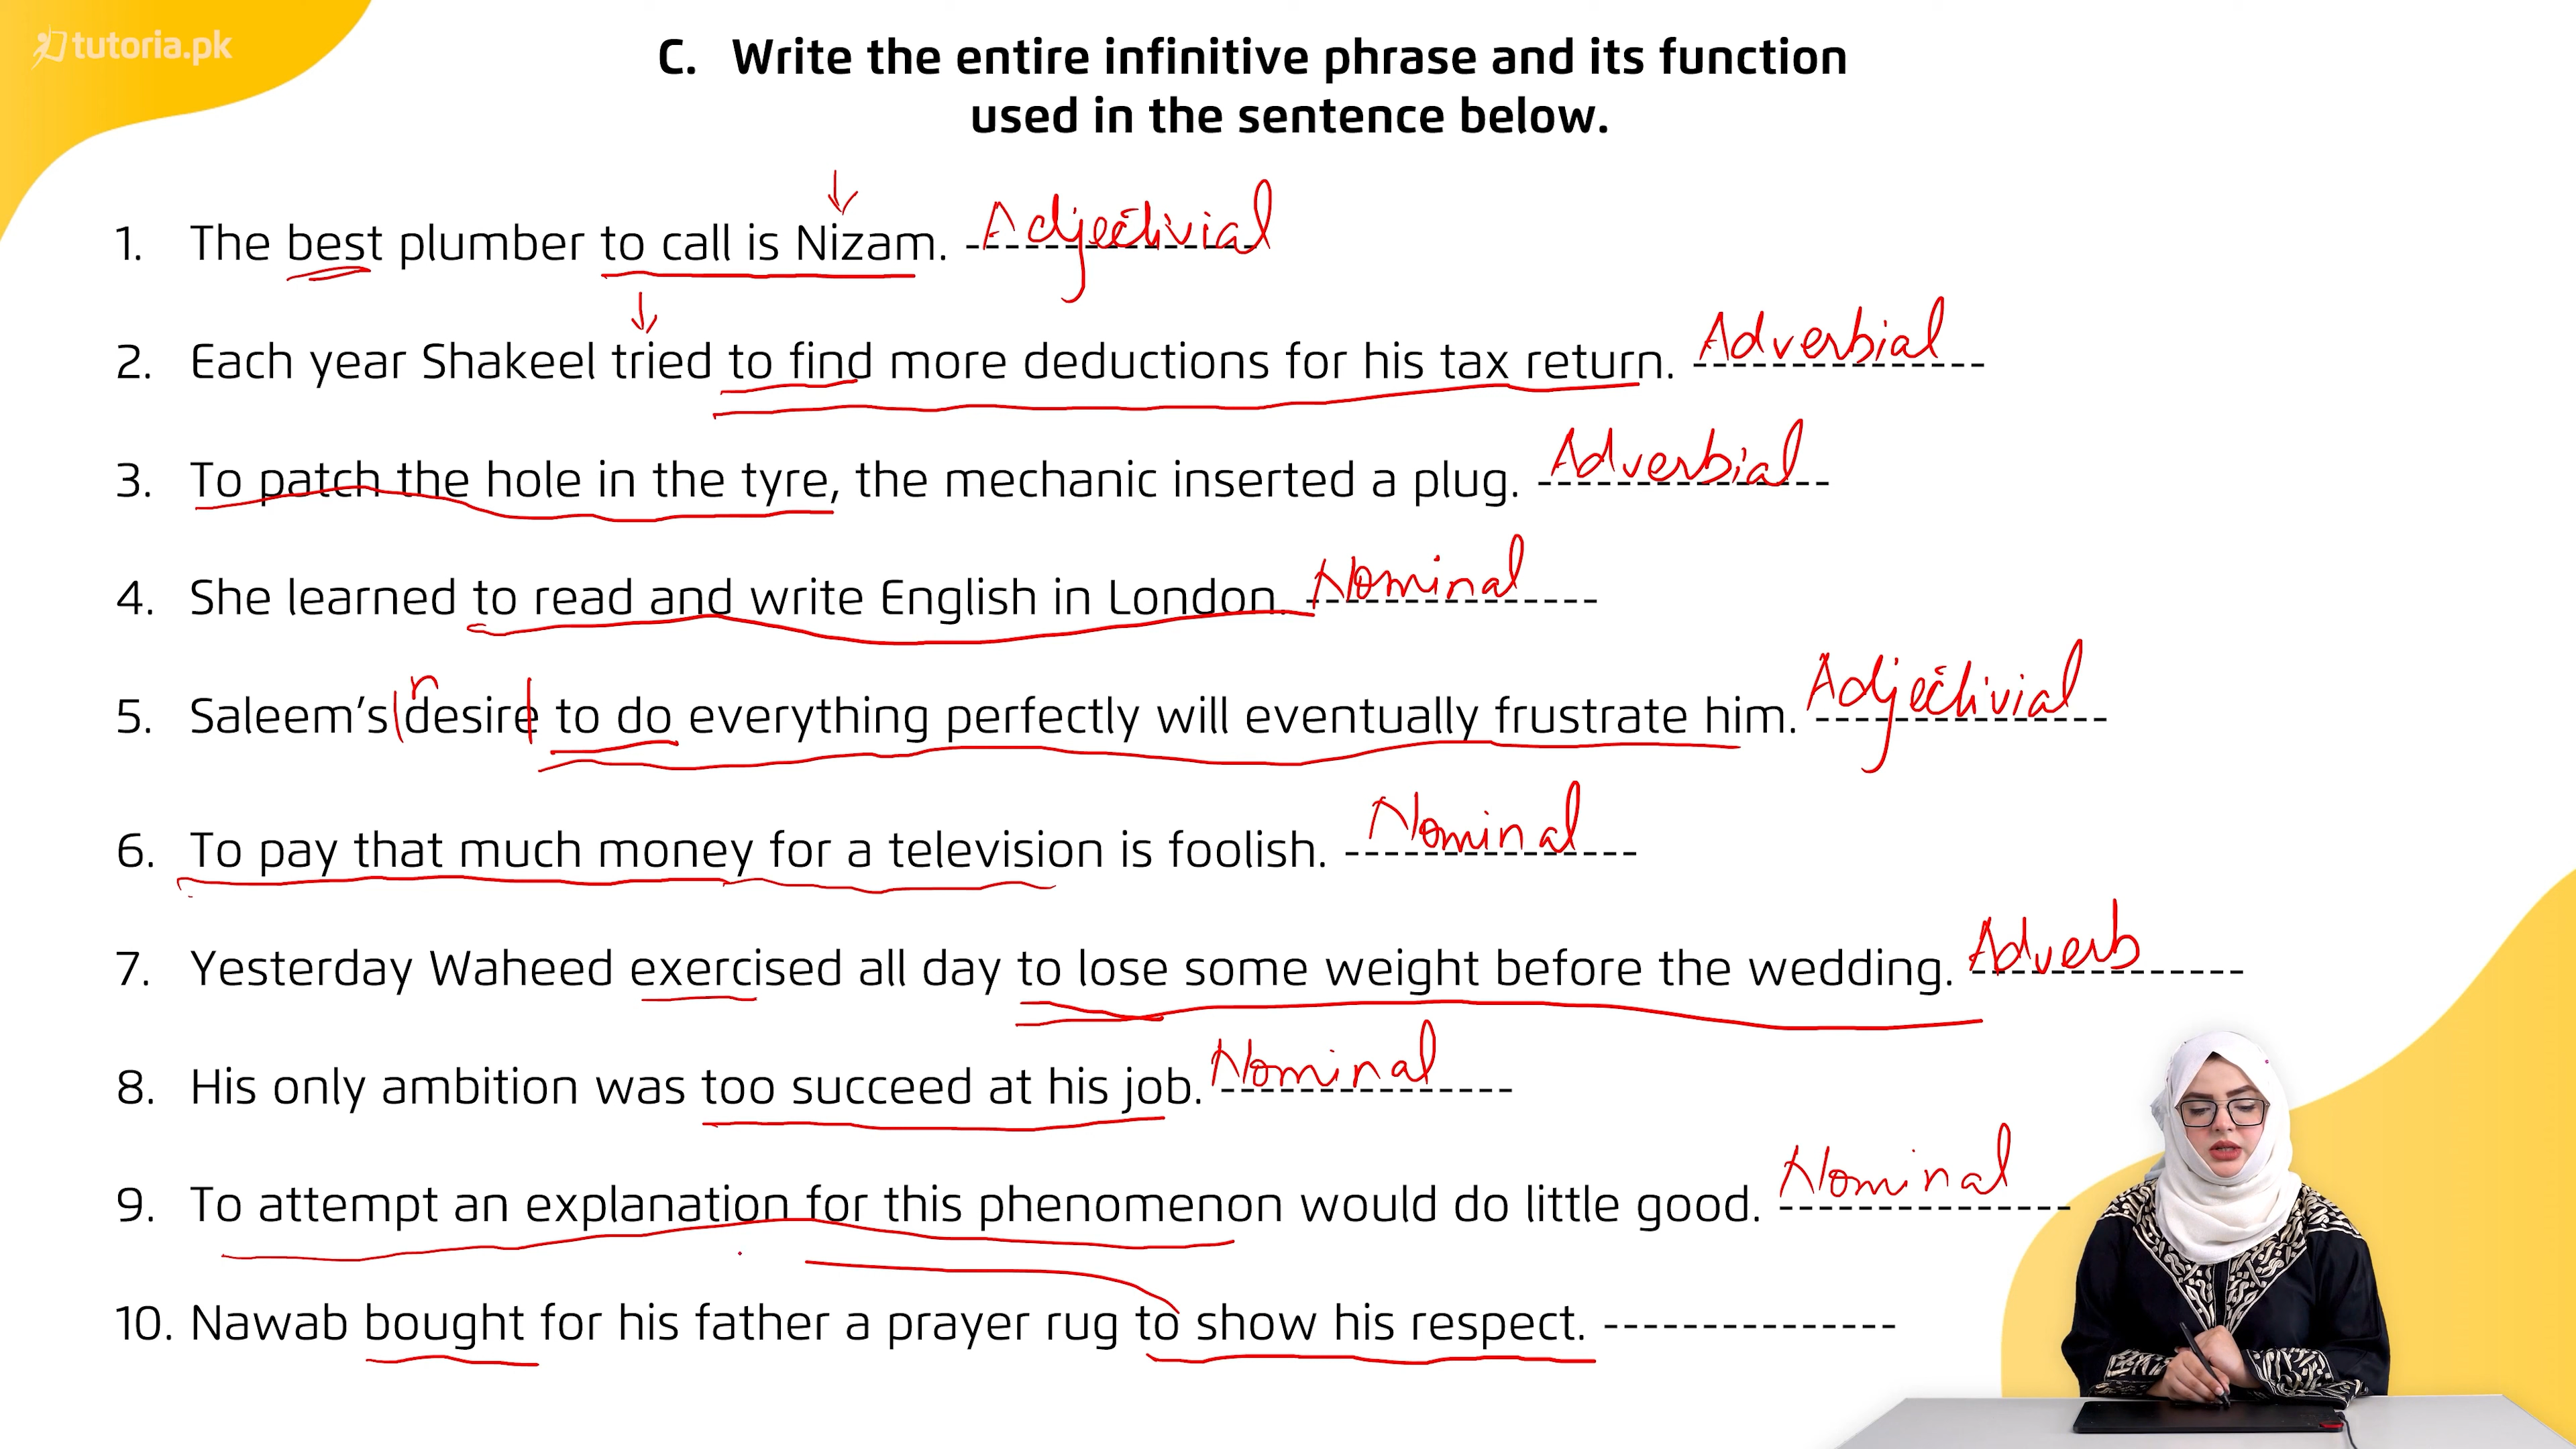 tutoria.pk
C. Write the entire infinitive phrase and its function
used in the sentence below.
1. The best plumber to call is Nizam. --------------- Adjectivial
2. Each year Shakeel tried to find more deductions for his tax return. --------------- Adverbial
3. To patch the hole in the tyre, the mechanic inserted a plug. --------------- Adverbial
4. She learned to read and write English in London. --------------- Nominal
n
5. Saleem's desire to do everything perfectly will eventually frustrate him. --------------- Adjectivial
6. To pay that much money for a television is foolish. --------------- Nominal
7. Yesterday Waheed exercised all day to lose some weight before the wedding. --------------- Adverb
8. His only ambition was too succeed at his job. --------------- Nominal
9. To attempt an explanation for this phenomenon would do little good. --------------- Nominal
10. Nawab bought for his father a prayer rug to show his respect. ---------------